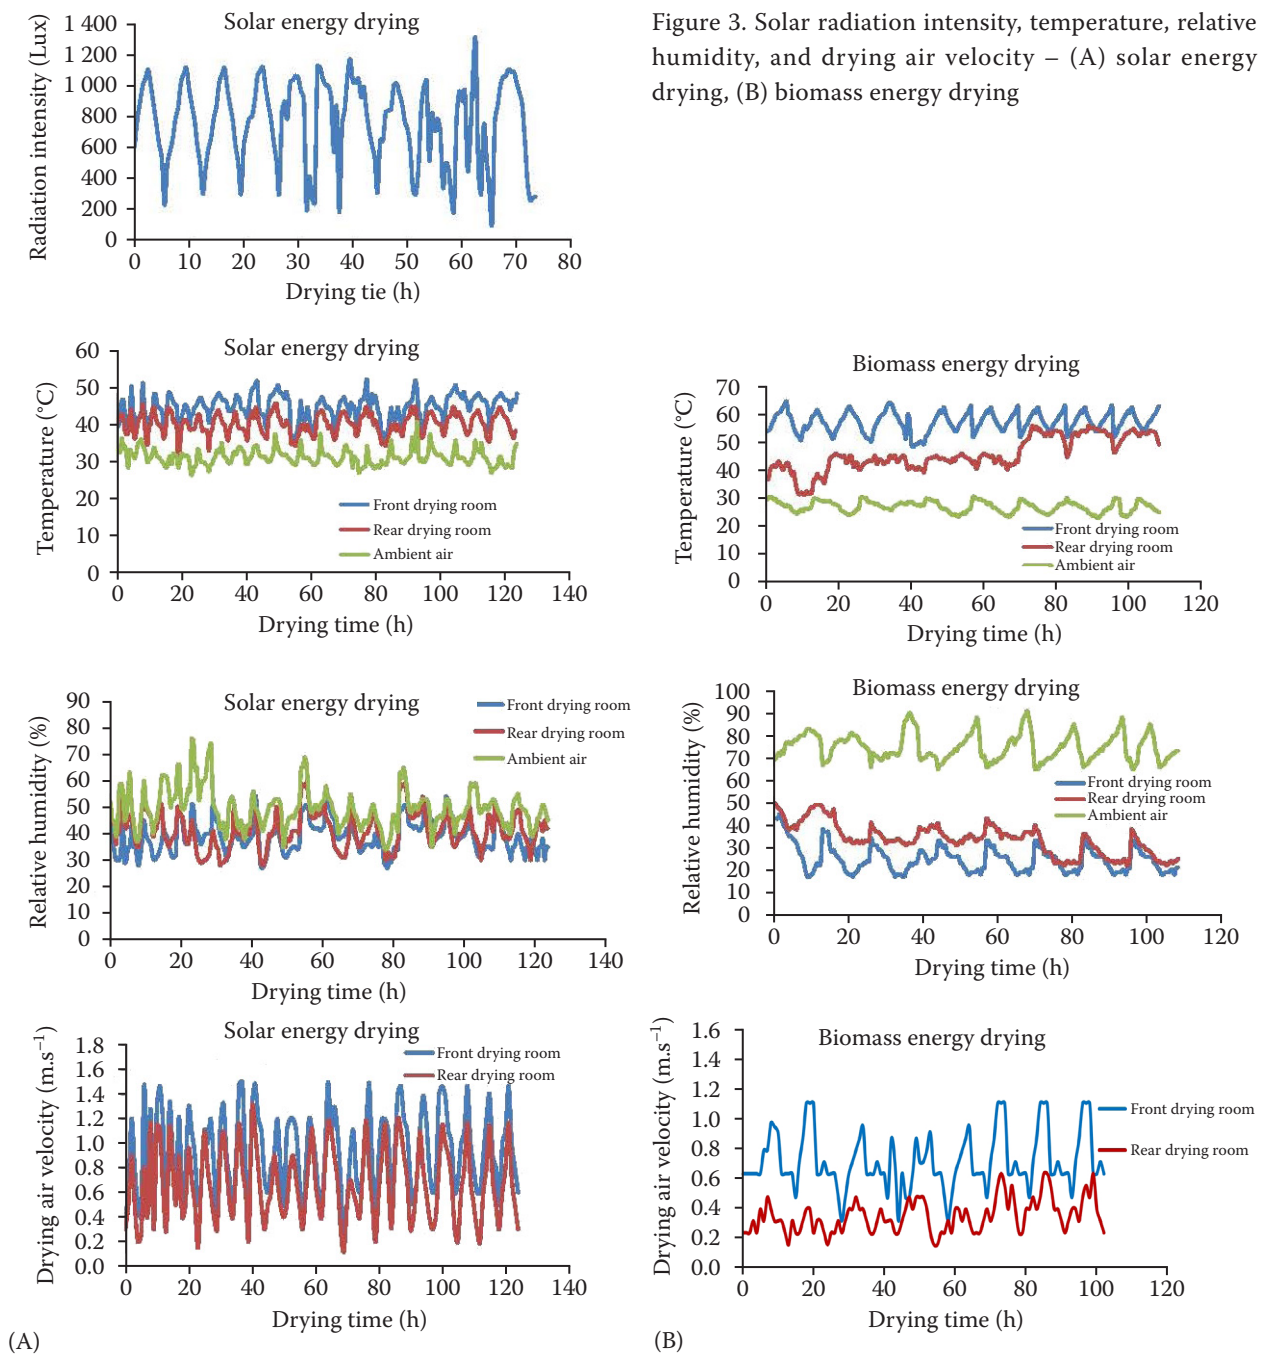 Figure 3. Solar radiation intensity, temperature, relative
humidity, and drying air velocity – (A) solar energy
drying, (B) biomass energy drying
Solar energy drying
Radiation intensity (Lux)
1 400
1 200
1 000
800
600
400
200
0
0 10 20 30 40 50 60 70 80
Drying tie (h)
Solar energy drying
Temperature (°C)
60
50
40
30
20
10
0
Front drying room
Rear drying room
Ambient air
0 20 40 60 80 100 120 140
Drying time (h)
Biomass energy drying
Temperature (°C)
70
60
50
40
30
20
10
0
Front drying room
Rear drying room
Ambient air
0 20 40 60 80 100 120
Drying time (h)
Solar energy drying
Relative humidity (%)
90
80
70
60
50
40
30
20
10
0
Front drying room
Rear drying room
Ambient air
0 20 40 60 80 100 120 140
Drying time (h)
Biomass energy drying
Relative humidity (%)
100
90
80
70
60
50
40
30
20
10
0
Front drying room
Rear drying room
Ambient air
0 20 40 60 80 100 120
Drying time (h)
Solar energy drying
Drying air velocity (m.s⁻¹)
1.8
1.6
1.4
1.2
1.0
0.8
0.6
0.4
0.2
0.0
Front drying room
Rear drying room
0 20 40 60 80 100 120 140
Drying time (h)
(A)
Biomass energy drying
Drying air velocity (m.s⁻¹)
1.6
1.4
1.2
1.0
0.8
0.6
0.4
0.2
0.0
Front drying room
Rear drying room
0 20 40 60 80 100 120
Drying time (h)
(B)